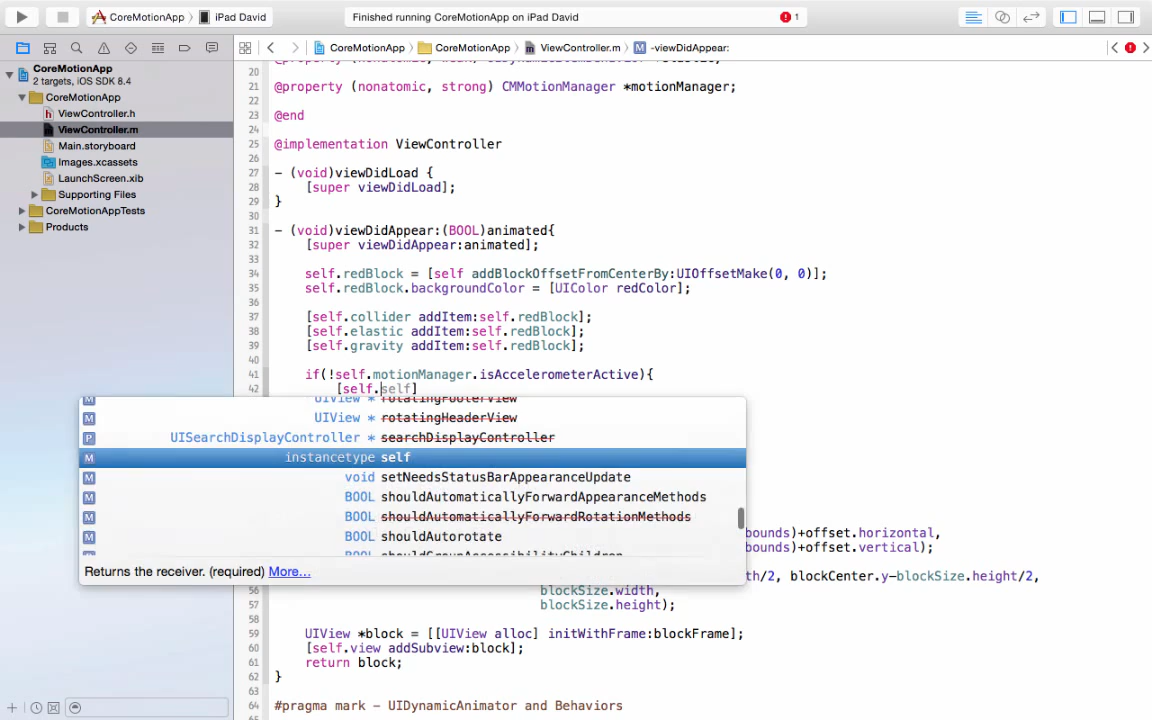 CoreMotionApp
iPad David
Finished running CoreMotionApp on iPad David
1
CoreMotionApp
CoreMotionApp
ViewController.m
-viewDidAppear:
CoreMotionApp
2 targets, iOS SDK 8.4
CoreMotionApp
ViewController.h
ViewController.m
Main.storyboard
Images.xcassets
LaunchScreen.xib
Supporting Files
CoreMotionAppTests
Products
20
21 @property (nonatomic, strong) CMMotionManager *motionManager;
22
23 @end
24
25 @implementation ViewController
26
27 - (void)viewDidLoad {
28 [super viewDidLoad];
29 }
30
31 - (void)viewDidAppear:(BOOL)animated{
32 [super viewDidAppear:animated];
33
34 self.redBlock = [self addBlockOffsetFromCenterBy:UIOffsetMake(0, 0)];
35 self.redBlock.backgroundColor = [UIColor redColor];
36
37 [self.collider addItem:self.redBlock];
38 [self.elastic addItem:self.redBlock];
39 [self.gravity addItem:self.redBlock];
40
41 if(!self.motionManager.isAccelerometerActive){
42 [self.self]
UIView * rotatingFooterView
M UIView * rotatingHeaderView
P UISearchDisplayController * searchDisplayController
M instancetype self
M void setNeedsStatusBarAppearanceUpdate
M BOOL shouldAutomaticallyForwardAppearanceMethods
M BOOL shouldAutomaticallyForwardRotationMethods
M BOOL shouldAutorotate
BOOL shouldGroupAccessibilityChildren
Returns the receiver. (required) More...
bounds)+offset.horizontal,
bounds)+offset.vertical);
th/2, blockCenter.y-blockSize.height/2,
56 blockSize.width,
57 blockSize.height);
58
59 UIView *block = [[UIView alloc] initWithFrame:blockFrame];
60 [self.view addSubview:block];
61 return block;
62 }
63
64 #pragma mark - UIDynamicAnimator and Behaviors